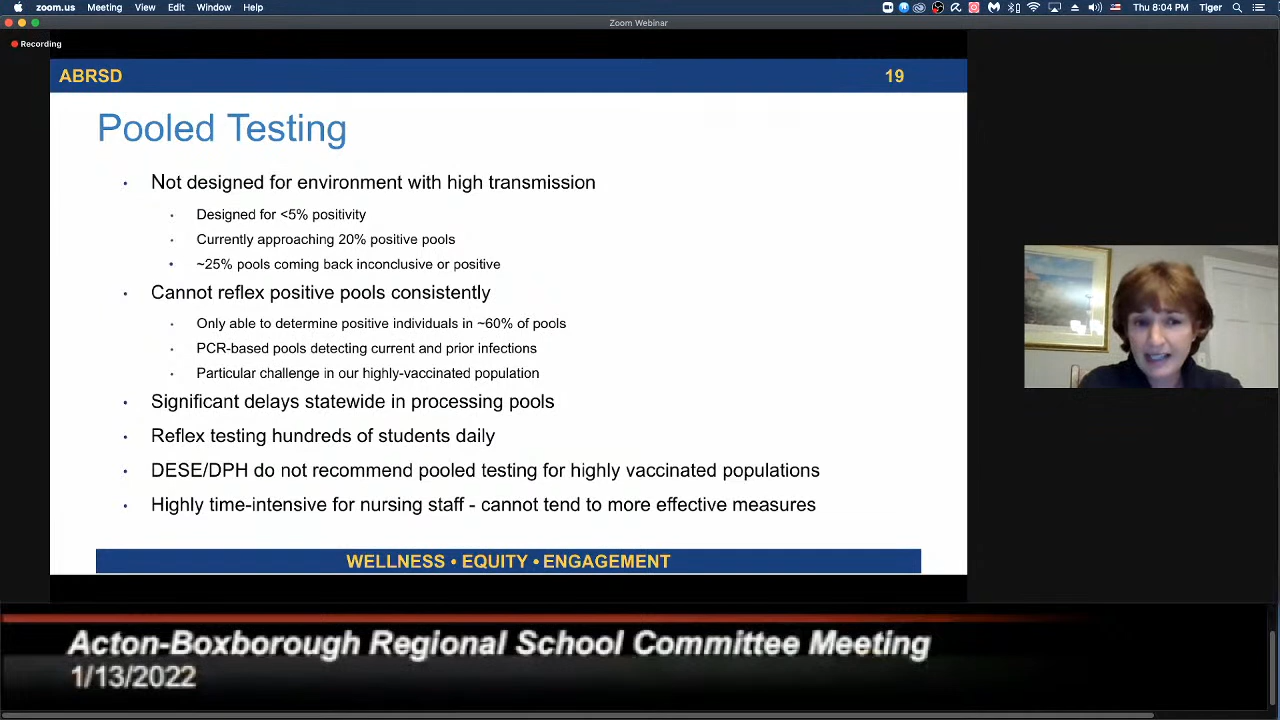 zoom.us Meeting View Edit Window Help Thu 8:04 PM Tiger
Zoom Webinar
Recording
ABRSD 19
Pooled Testing
• Not designed for environment with high transmission
• Designed for <5% positivity
• Currently approaching 20% positive pools
• ~25% pools coming back inconclusive or positive
• Cannot reflex positive pools consistently
• Only able to determine positive individuals in ~60% of pools
• PCR-based pools detecting current and prior infections
• Particular challenge in our highly-vaccinated population
• Significant delays statewide in processing pools
• Reflex testing hundreds of students daily
• DESE/DPH do not recommend pooled testing for highly vaccinated populations
• Highly time-intensive for nursing staff - cannot tend to more effective measures
WELLNESS • EQUITY • ENGAGEMENT
Acton-Boxborough Regional School Committee Meeting
1/13/2022